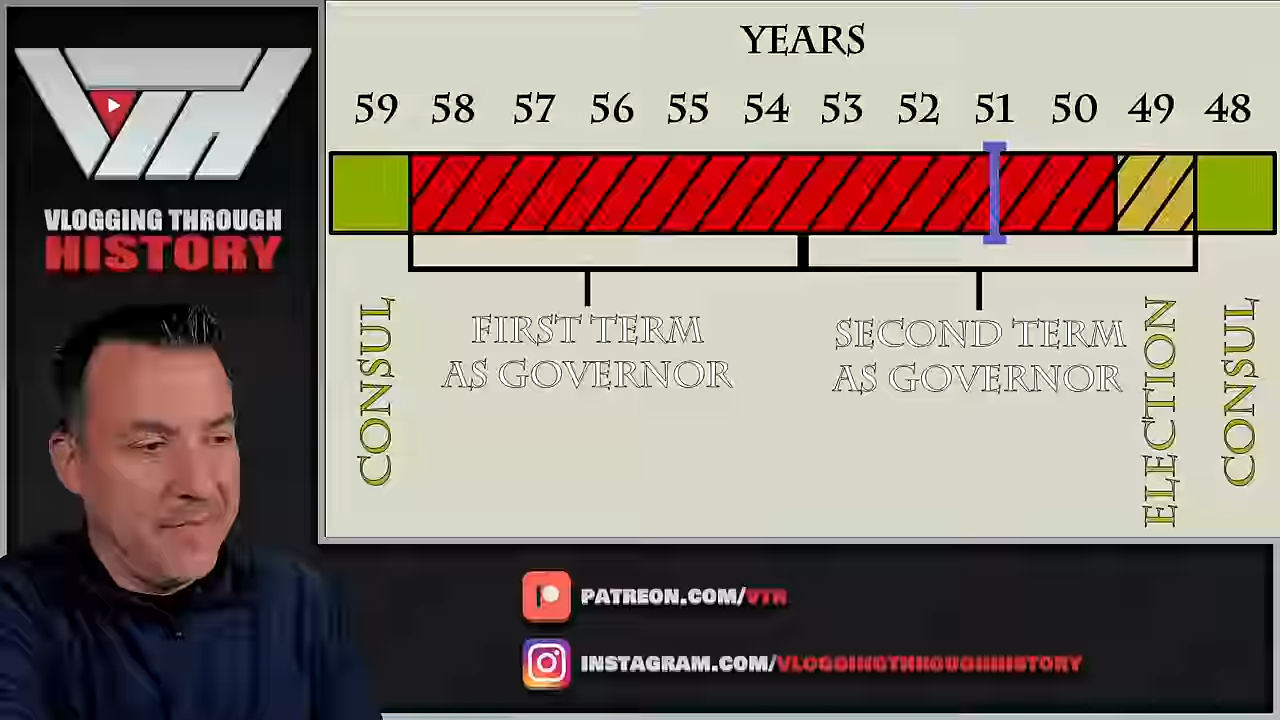 VTH
VLOGGING THROUGH
HISTORY
YEARS
59 58 57 56 55 54 53 52 51 50 49 48
FIRST TERM
AS GOVERNOR
SECOND TERM
AS GOVERNOR
CONSUL
ELECTION
CONSUL
PATREON.COM/VTH
INSTAGRAM.COM/VLOGGINGTHROUGHHISTORY